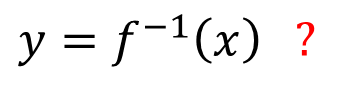 y = f⁻¹(x) ?